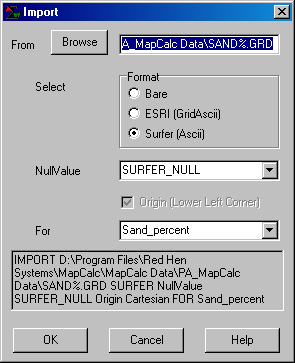 Import
From
Browse
A_MapCalc Data\SAND%.GRD
Select
Format
Bare
ESRI (GridAscii)
Surfer (Ascii)
NullValue
SURFER_NULL
Origin (Lower Left Corner)
For
Sand_percent
IMPORT D:\Program Files\Red Hen
Systems\MapCalc\MapCalc Data\PA_MapCalc
Data\SAND%.GRD SURFER NullValue
SURFER_NULL Origin Cartesian FOR Sand_percent
OK
Cancel
Help